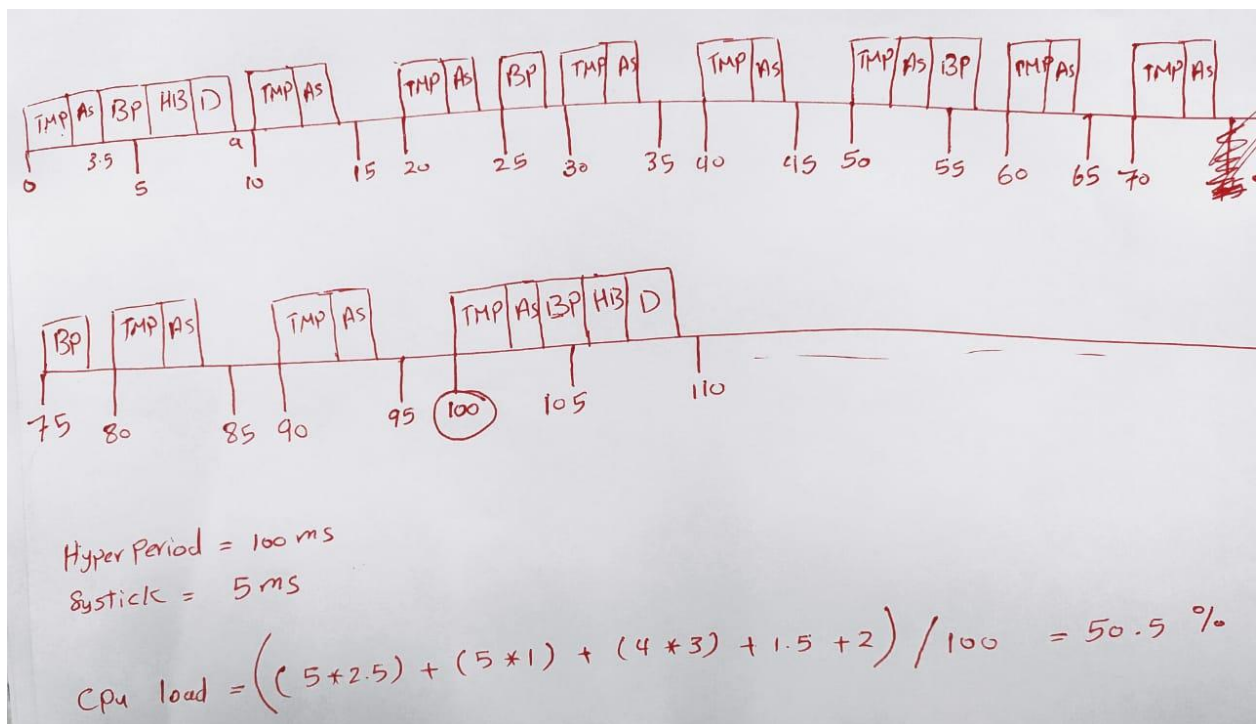 TMP AS BP HB D TMP AS TMP AS BP TMP AS TMP AS TMP AS BP TMP AS TMP AS
0 3.5 5 9 10 15 20 25 30 35 40 45 50 55 60 65 70
BP TMP AS TMP AS TMP AS BP HB D
75 80 85 90 95 100 105 110
Hyper Period = 100 ms
Systick = 5 ms
Cpu load = ((5*2.5) + (5*1) + (4*3) + 1.5 + 2) / 100 = 50.5 %